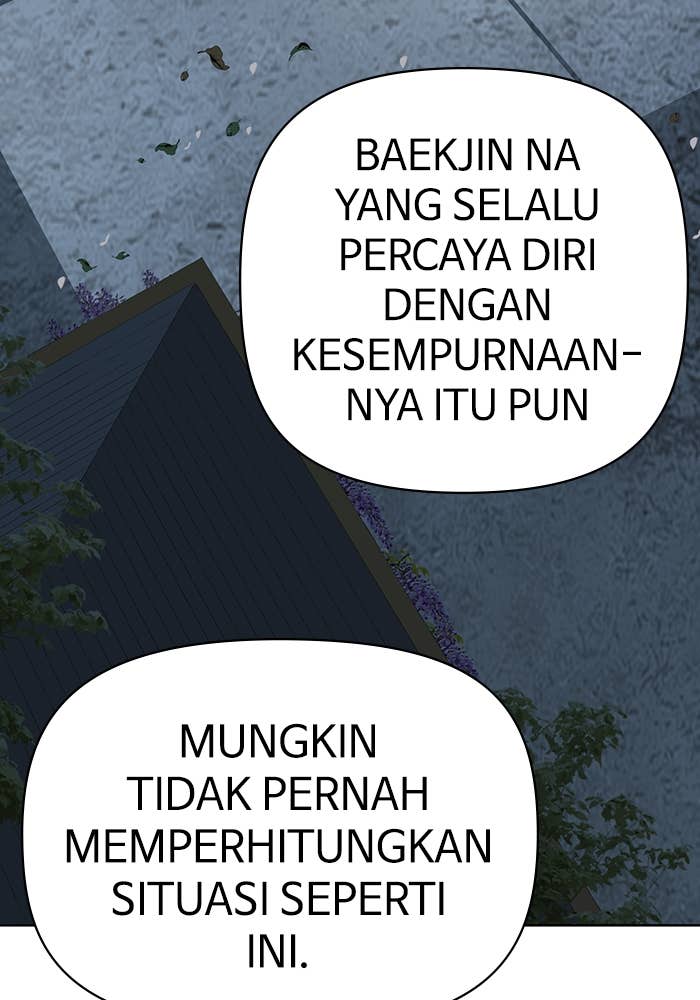 BAEKJIN NA
YANG SELALU
PERCAYA DIRI
DENGAN
KESEMPURNAAN-
NYA ITU PUN
MUNGKIN
TIDAK PERNAH
MEMPERHITUNGKAN
SITUASI SEPERTI
INI.